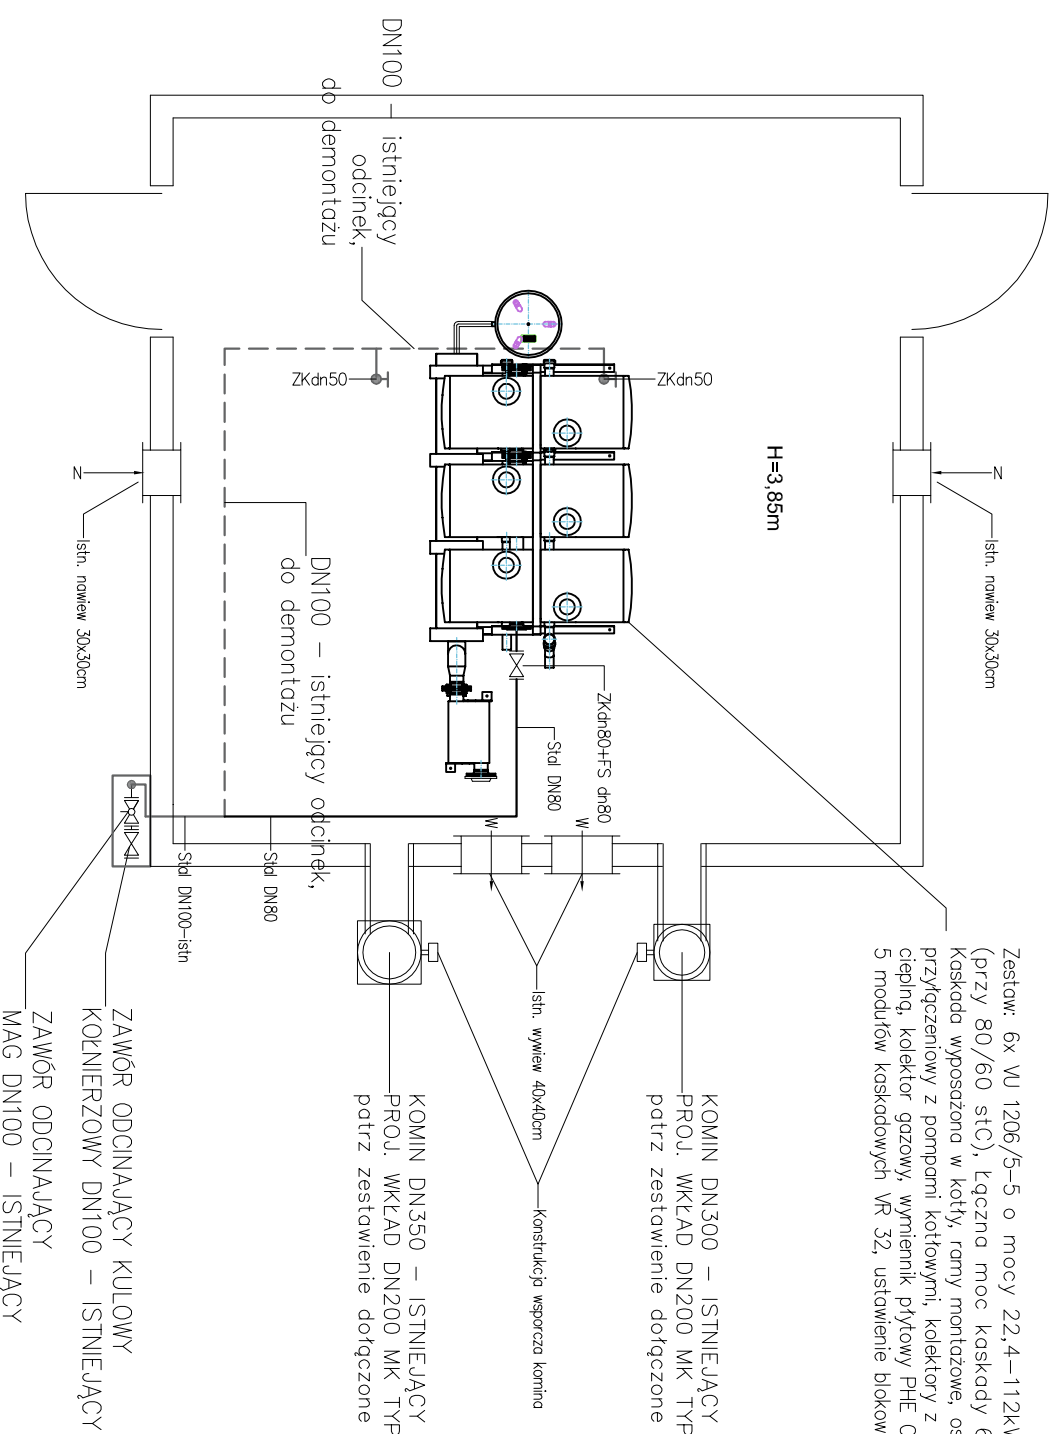 Zestaw: 6x VU 1206/5-5 o mocy 22,4-112kW
(przy 80/60 stC), Łączna moc kaskady 6
Kaskada wyposażona w kotły, ramy montażowe,
przyłączeniowy z pompami kotłowymi, kolektory z
cieplną, kolektor gazowy, wymiennik płytowy PHE
5 modułów kaskadowych VR 32, ustawienie
N
Istn. nawiew 30x30cm
H=3,85m
DN100 - istniejący
odcinek,
do demontażu
ZKdn50
ZKdn50
ZKdn80+FS dn80
Stal DN80
W
W
Istn. wywiew 40x40cm
Konstrukcja wsporcza komina
KOMIN DN300 - ISTNIEJĄCY
PROJ. WKŁAD DN200 MK TYP
patrz zestawienie dołączone
KOMIN DN350 - ISTNIEJĄCY
PROJ. WKŁAD DN200 MK TYP
patrz zestawienie dołączone
DN100 - istniejący odcinek,
do demontażu
N
Istn. nawiew 30x30cm
Stal DN80
Stal DN100-istn
ZAWÓR ODCINAJĄCY KULOWY
KOŁNIERZOWY DN100 - ISTNIEJĄCY
ZAWÓR ODCINAJĄCY
MAG DN100 - ISTNIEJĄCY